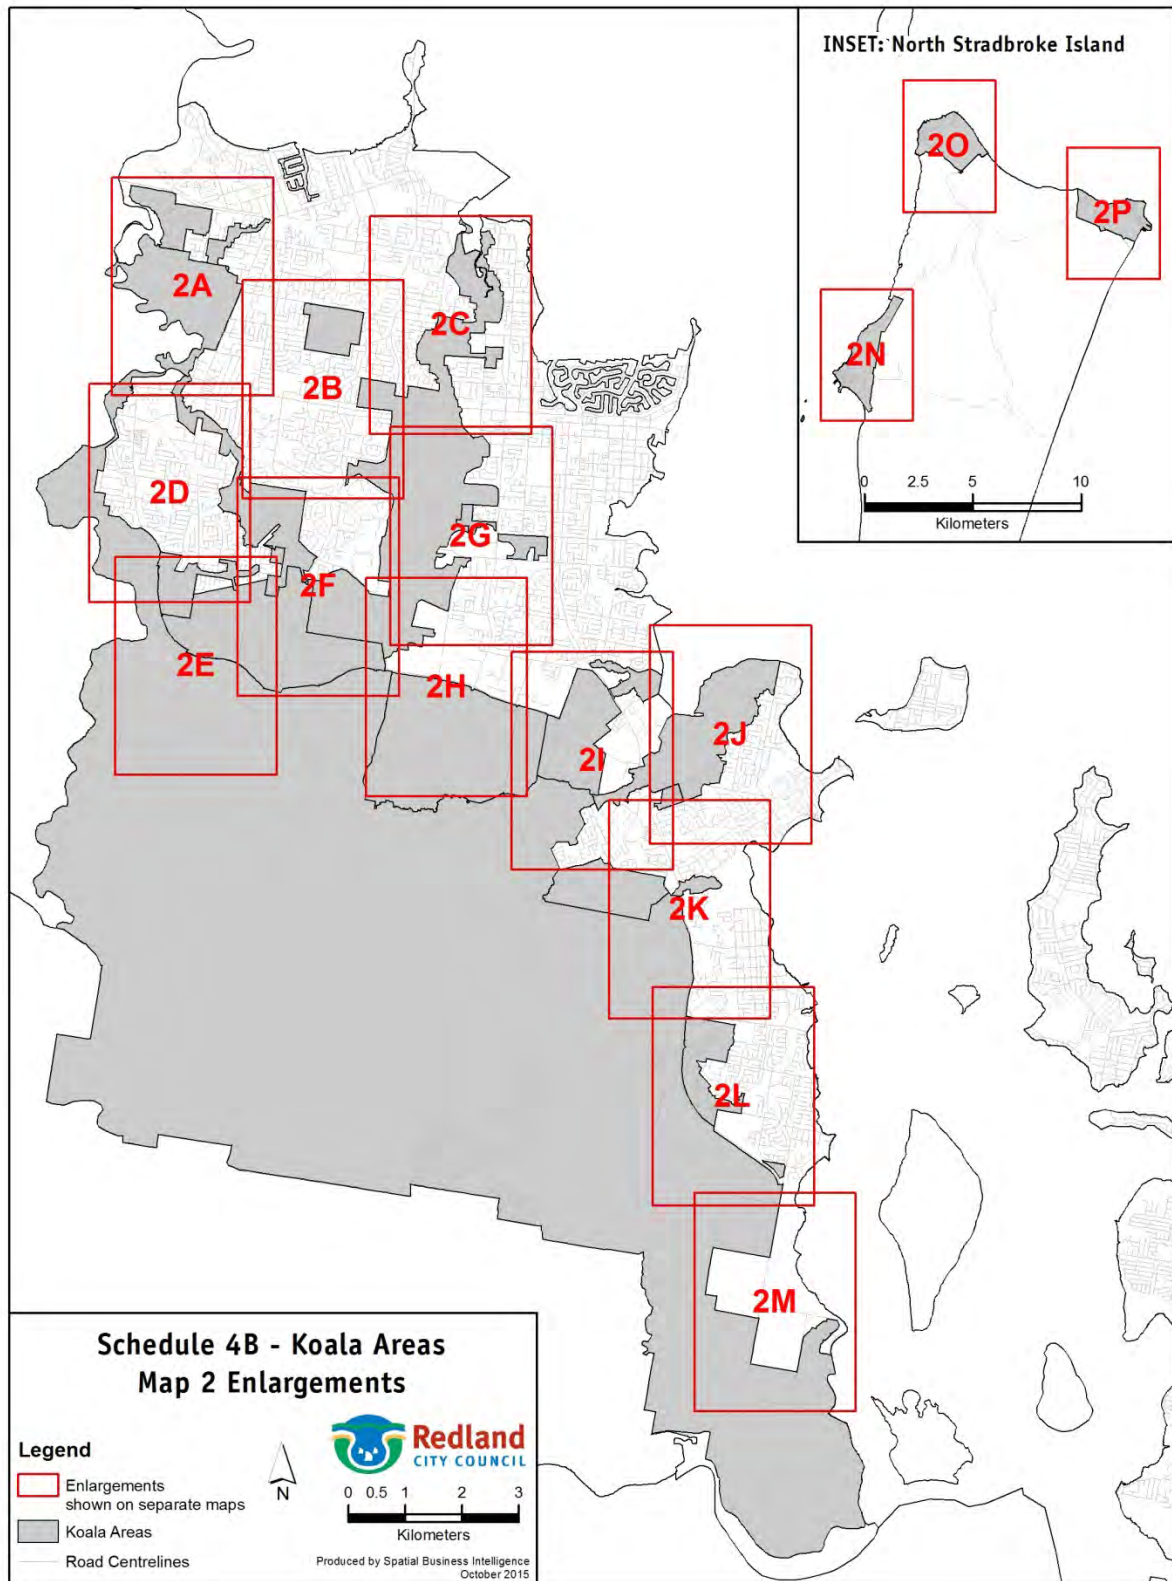 INSET: North Stradbroke Island
2O
2P
2N
0 2.5 5 10
Kilometers
2A
2B
2C
2D
2G
2F
2E
2H
2I
2J
2K
2L
2M
Schedule 4B - Koala Areas
Map 2 Enlargements
Legend
Enlargements
shown on separate maps
Koala Areas
Road Centrelines
N
Redland
CITY COUNCIL
0 0.5 1 2 3
Kilometers
Produced by Spatial Business Intelligence
October 2015